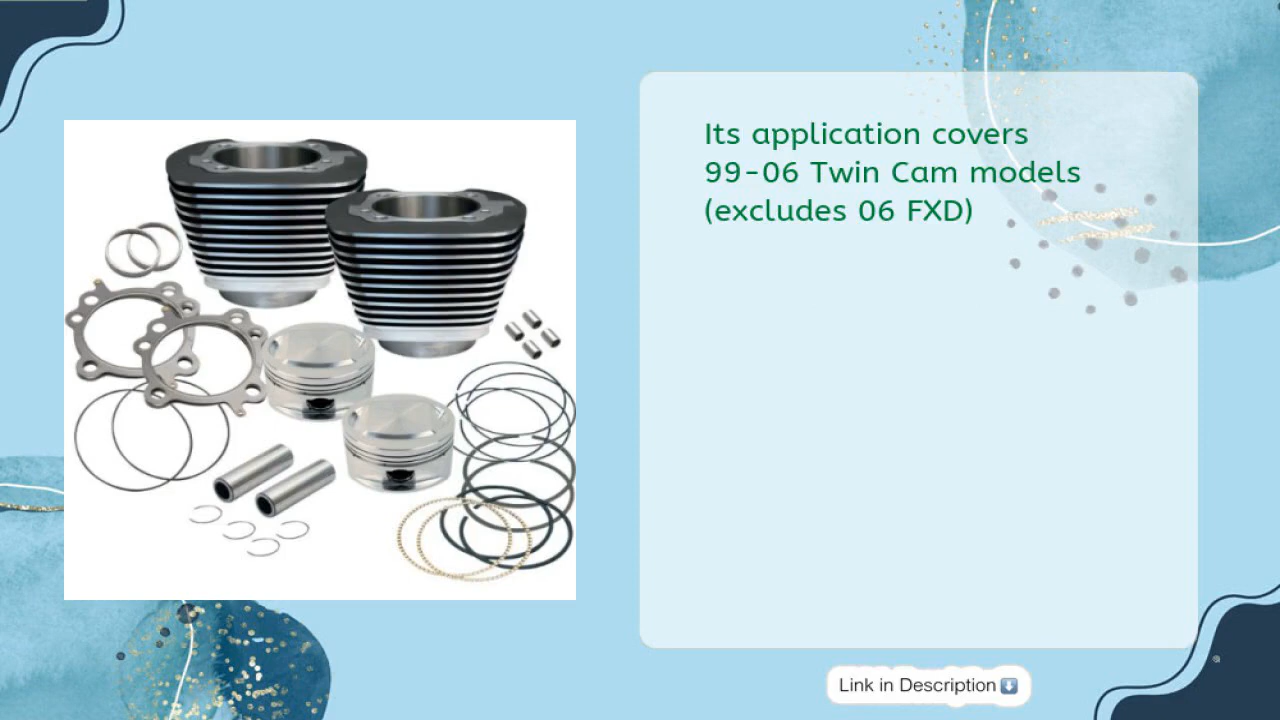 Its application covers
99-06 Twin Cam models
(excludes 06 FXD)
Link in Description⬇️